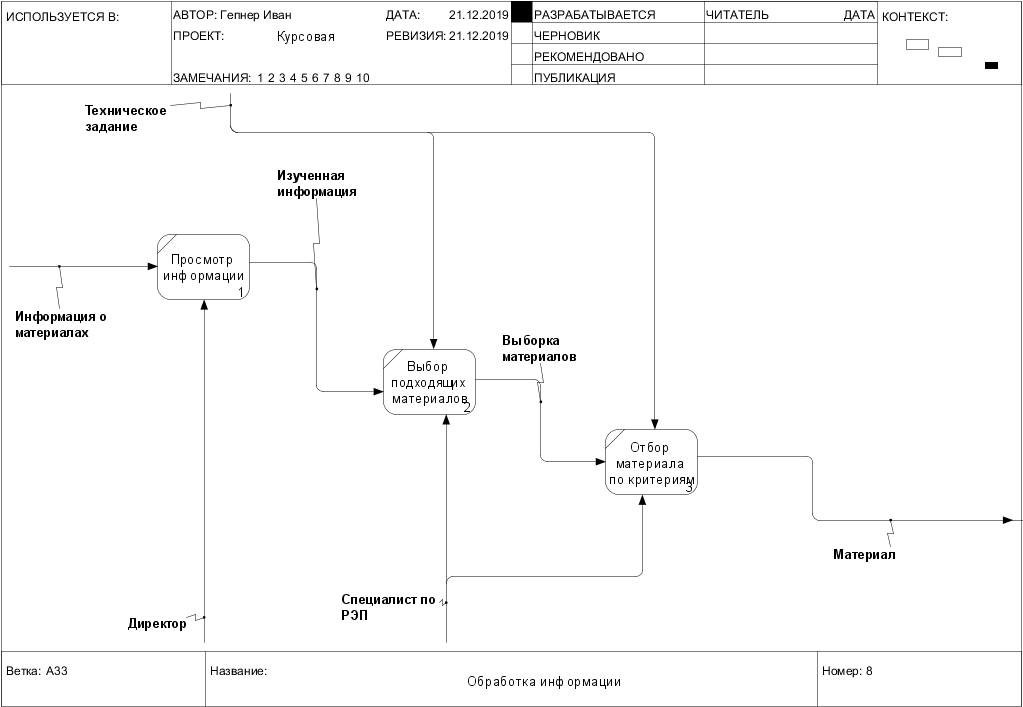 ИСПОЛЬЗУЕТСЯ В:
АВТОР: Гепнер Иван
ДАТА: 21.12.2019
РАЗРАБАТЫВАЕТСЯ
ЧИТАТЕЛЬ
ДАТА
КОНТЕКСТ:
ПРОЕКТ: Курсовая
РЕВИЗИЯ: 21.12.2019
ЧЕРНОВИК
РЕКОМЕНДОВАНО
ЗАМЕЧАНИЯ: 1 2 3 4 5 6 7 8 9 10
ПУБЛИКАЦИЯ
Техническое
задание
Изученная
информация
Просмотр
информации
1
Информация о
материалах
Выборка
материалов
Выбор
подходящих
материалов
2
Отбор
материала
по критериям
3
Материал
Специалист по
РЭП
Директор
Ветка: A33
Название:
Обработка информации
Номер: 8